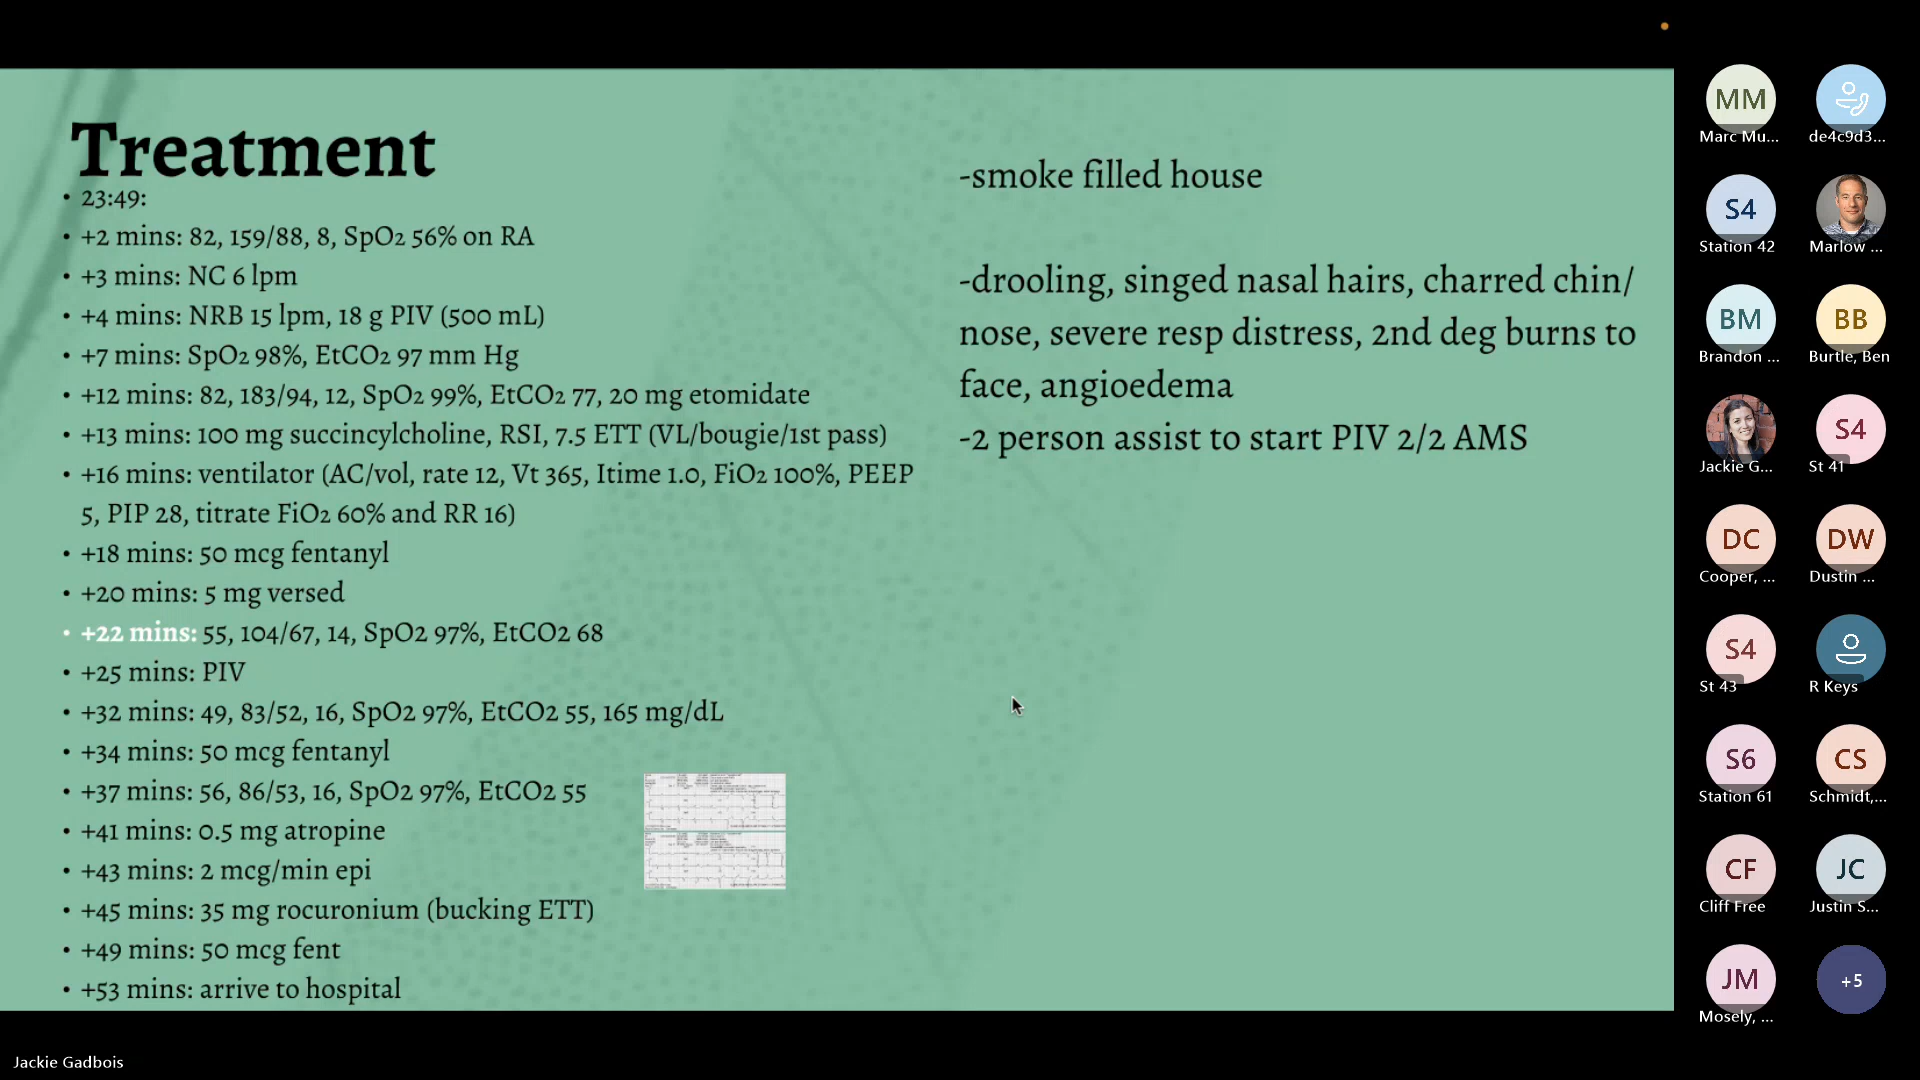 Treatment
• 23:49:
• +2 mins: 82, 159/88, 8, SpO2 56% on RA
• +3 mins: NC 6 lpm
• +4 mins: NRB 15 lpm, 18 g PIV (500 mL)
• +7 mins: SpO2 98%, EtCO2 97 mm Hg
• +12 mins: 82, 183/94, 12, SpO2 99%, EtCO2 77, 20 mg etomidate
• +13 mins: 100 mg succincylcholine, RSI, 7.5 ETT (VL/bougie/1st pass)
• +16 mins: ventilator (AC/vol, rate 12, Vt 365, Itime 1.0, FiO2 100%, PEEP
5, PIP 28, titrate FiO2 60% and RR 16)
• +18 mins: 50 mcg fentanyl
• +20 mins: 5 mg versed
• +22 mins: 55, 104/67, 14, SpO2 97%, EtCO2 68
• +25 mins: PIV
• +32 mins: 49, 83/52, 16, SpO2 97%, EtCO2 55, 165 mg/dL
• +34 mins: 50 mcg fentanyl
• +37 mins: 56, 86/53, 16, SpO2 97%, EtCO2 55
• +41 mins: 0.5 mg atropine
• +43 mins: 2 mcg/min epi
• +45 mins: 35 mg rocuronium (bucking ETT)
• +49 mins: 50 mcg fent
• +53 mins: arrive to hospital
-smoke filled house
-drooling, singed nasal hairs, charred chin/
nose, severe resp distress, 2nd deg burns to
face, angioedema
-2 person assist to start PIV 2/2 AMS
MM
Marc Mu...
de4c9d3...
S4
Station 42
Marlow ...
BM
Brandon ...
BB
Burtle, Ben
Jackie G...
S4
St 41
DC
Cooper, ...
DW
Dustin ...
S4
St 43
R Keys
S6
Station 61
CS
Schmidt,...
CF
Cliff Free
JC
Justin S...
JM
Mosely, ...
+5
Jackie Gadbois